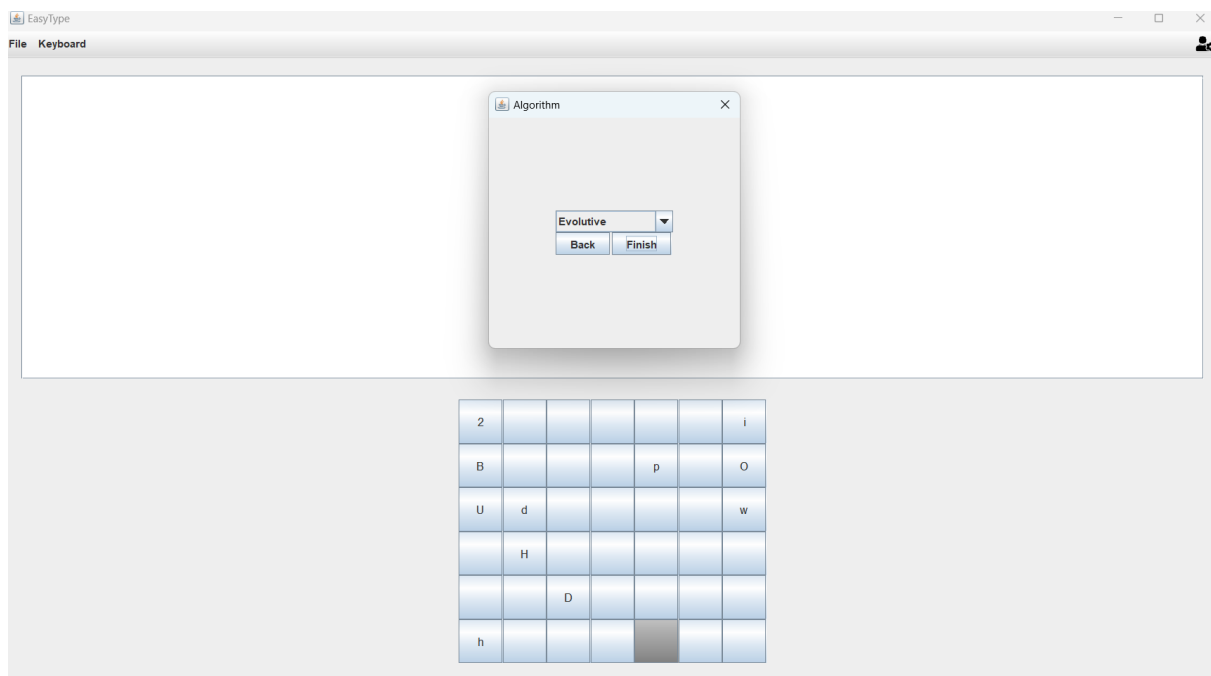 EasyType
File Keyboard
Algorithm
Evolutive
Back Finish
2 i
B p O
U d w
H
D
h